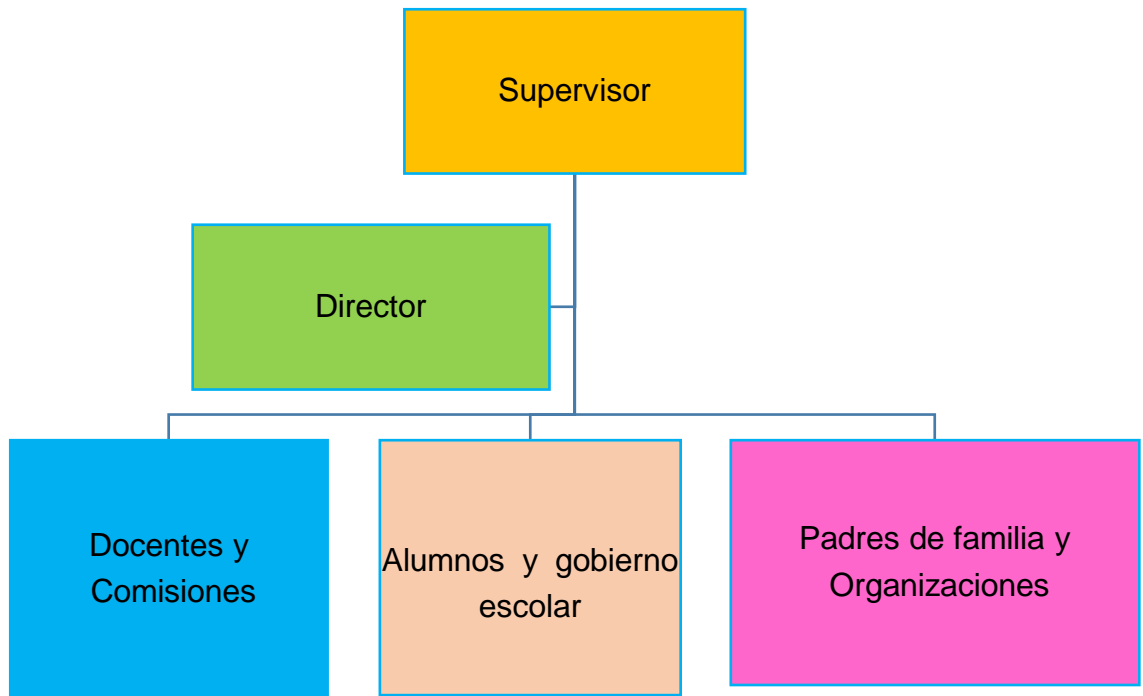 Supervisor
Director
Docentes y
Comisiones
Alumnos y gobierno
escolar
Padres de familia y
Organizaciones